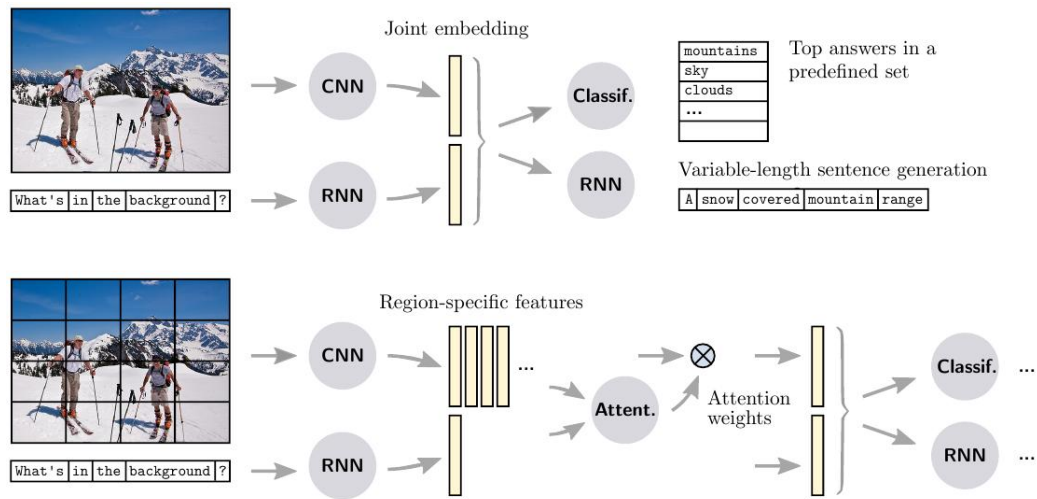 Joint embedding
CNN
RNN
What's in the background ?
Classif.
RNN
mountains
sky
clouds
...
Top answers in a
predefined set
Variable-length sentence generation
A snow covered mountain range
Region-specific features
CNN
RNN
What's in the background ?
...
Attent.
Attention
weights
Classif. ...
RNN ...